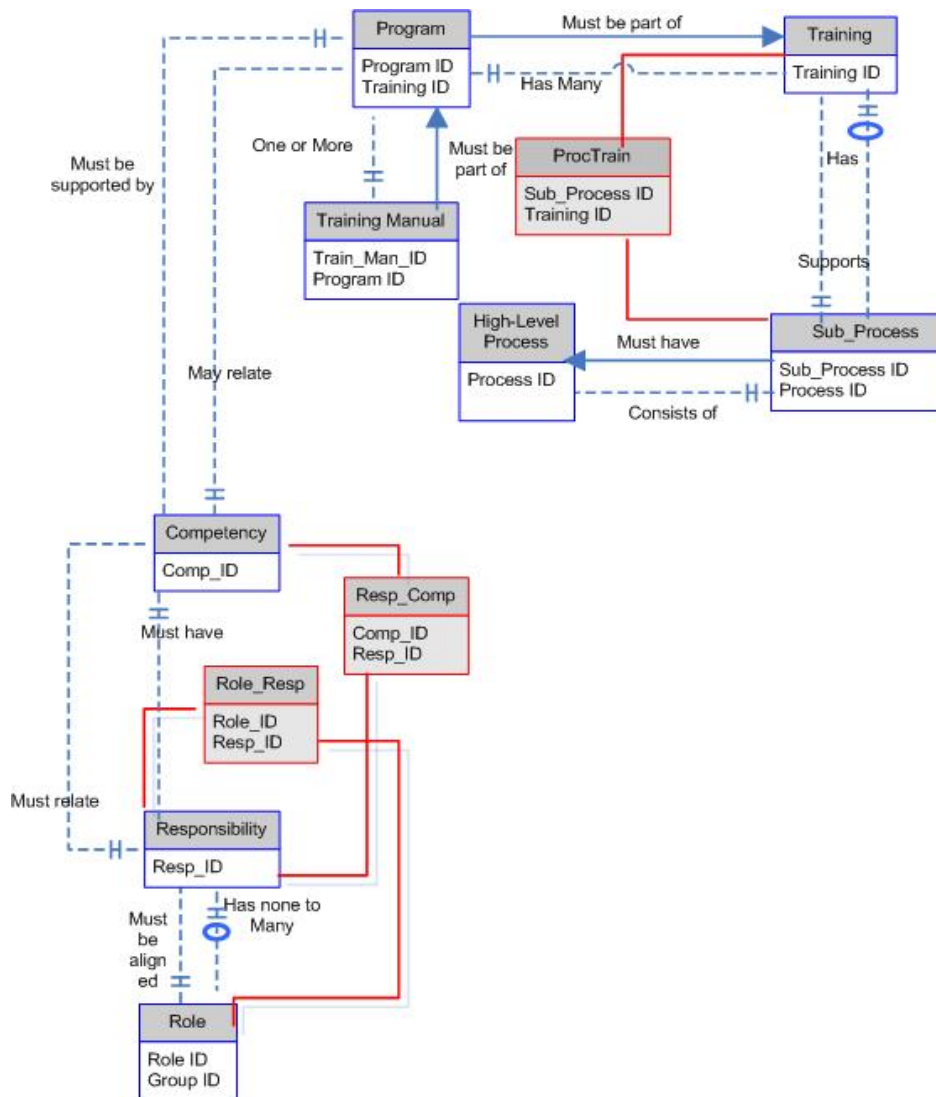 Program
Program ID
Training ID
Must be part of
Training
Training ID
Has Many
One or More
Must be
part of
ProcTrain
Sub_Process ID
Training ID
Has
Must be
supported by
Training Manual
Train_Man_ID
Program ID
Supports
High-Level
Process
Process ID
Must have
Sub_Process
Sub_Process ID
Process ID
Consists of
May relate
Competency
Comp_ID
Resp_Comp
Comp_ID
Resp_ID
Must have
Role_Resp
Role_ID
Resp_ID
Must relate
Responsibility
Resp_ID
Has none to
Many
Must
be
align
ed
Role
Role ID
Group ID